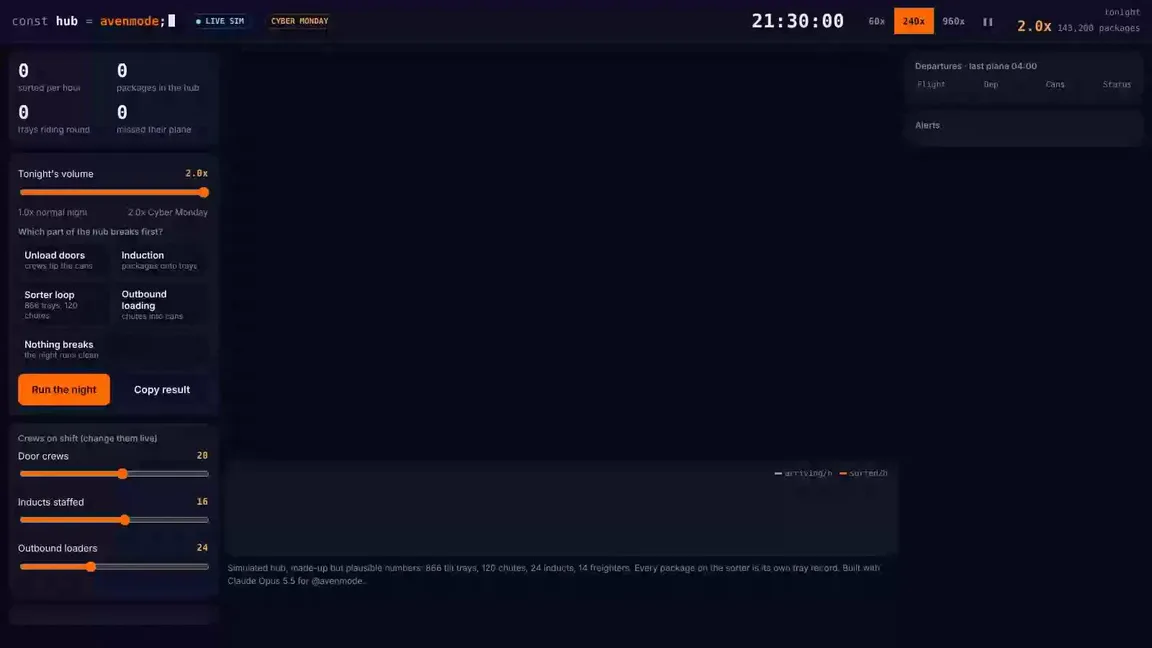 const hub = avenmode;
LIVE SIM
CYBER MONDAY
21:30:00
60x
240x
960x
2.0x
tonight
143,200 packages
0
sorted per hour
0
packages in the hub
0
trays riding round
0
missed their plane
Tonight's volume
2.0x
1.0x normal night
2.0x Cyber Monday
Which part of the hub breaks first?
Unload doors
crews tip the cans
Induction
packages onto trays
Sorter loop
866 trays, 120
chutes
Outbound
loading
chutes into cans
Nothing breaks
the night runs clean
Run the night
Copy result
Crews on shift (change them live)
Door crews
20
Inducts staffed
16
Outbound loaders
24
arriving/h
sorted/h
Simulated hub, made-up but plausible numbers: 866 tilt trays, 120 chutes, 24 inducts, 14 freighters. Every package on the sorter is its own tray record. Built with
Claude Opus 5.5 for @avenmode.
Departures - last plane 04:00
Flight
Dep
Cans
Status
Alerts